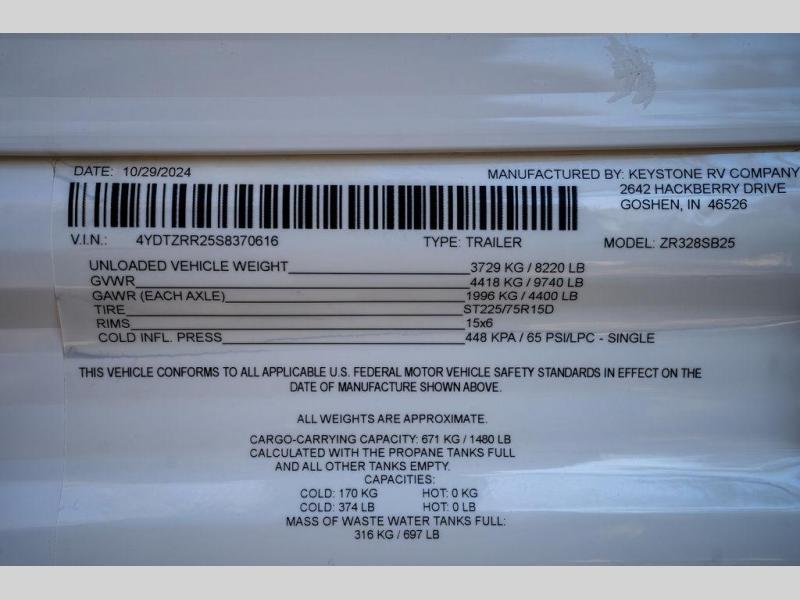 DATE: 10/29/2024
MANUFACTURED BY: KEYSTONE RV COMPANY
2642 HACKBERRY DRIVE
GOSHEN, IN 46526
V.I.N.: 4YDTZRR25S8370616 TYPE: TRAILER MODEL: ZR328SB25
UNLOADED VEHICLE WEIGHT 3729 KG / 8220 LB
GVWR 4418 KG / 9740 LB
GAWR (EACH AXLE) 1996 KG / 4400 LB
TIRE ST225/75R15D
RIMS 15x6
COLD INFL. PRESS 448 KPA / 65 PSI/LPC - SINGLE
THIS VEHICLE CONFORMS TO ALL APPLICABLE U.S. FEDERAL MOTOR VEHICLE SAFETY STANDARDS IN EFFECT ON THE
DATE OF MANUFACTURE SHOWN ABOVE.
ALL WEIGHTS ARE APPROXIMATE.
CARGO-CARRYING CAPACITY: 671 KG / 1480 LB
CALCULATED WITH THE PROPANE TANKS FULL
AND ALL OTHER TANKS EMPTY.
CAPACITIES:
COLD: 170 KG HOT: 0 KG
COLD: 374 LB HOT: 0 LB
MASS OF WASTE WATER TANKS FULL:
316 KG / 697 LB